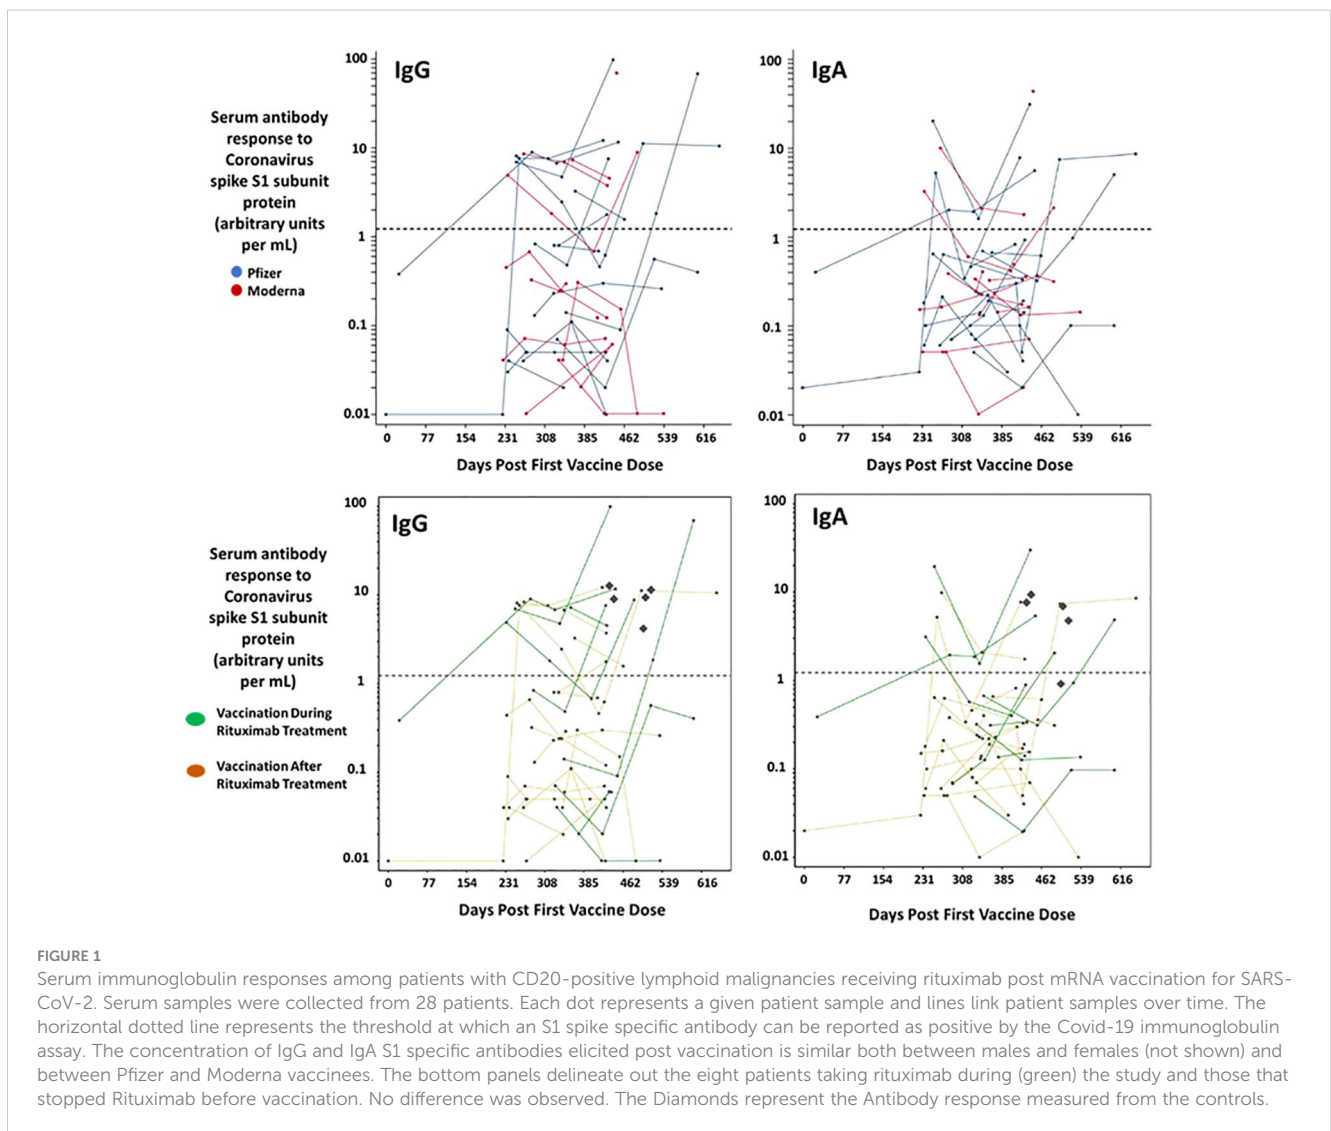 IgG
100
10
1
0.1
0.01
Serum antibody
response to
Coronavirus
spike S1 subunit
protein
(arbitrary units
per mL)
Pfizer
Moderna
0 77 154 231 308 385 462 539 616
Days Post First Vaccine Dose
IgA
100
10
1
0.1
0.01
0 77 154 231 308 385 462 539 616
Days Post First Vaccine Dose
IgG
100
10
1
0.1
0.01
Serum antibody
response to
Coronavirus
spike S1 subunit
protein
(arbitrary units
per mL)
Vaccination During
Rituximab Treatment
Vaccination After
Rituximab Treatment
0 77 154 231 308 385 462 539 616
Days Post First Vaccine Dose
IgA
100
10
1
0.1
0.01
0 77 154 231 308 385 462 539 616
Days Post First Vaccine Dose
FIGURE 1
Serum immunoglobulin responses among patients with CD20-positive lymphoid malignancies receiving rituximab post mRNA vaccination for SARS-
CoV-2. Serum samples were collected from 28 patients. Each dot represents a given patient sample and lines link patient samples over time. The
horizontal dotted line represents the threshold at which an S1 spike specific antibody can be reported as positive by the Covid-19 immunoglobulin
assay. The concentration of IgG and IgA S1 specific antibodies elicited post vaccination is similar both between males and females (not shown) and
between Pfizer and Moderna vaccinees. The bottom panels delineate out the eight patients taking rituximab during (green) the study and those that
stopped Rituximab before vaccination. No difference was observed. The Diamonds represent the Antibody response measured from the controls.